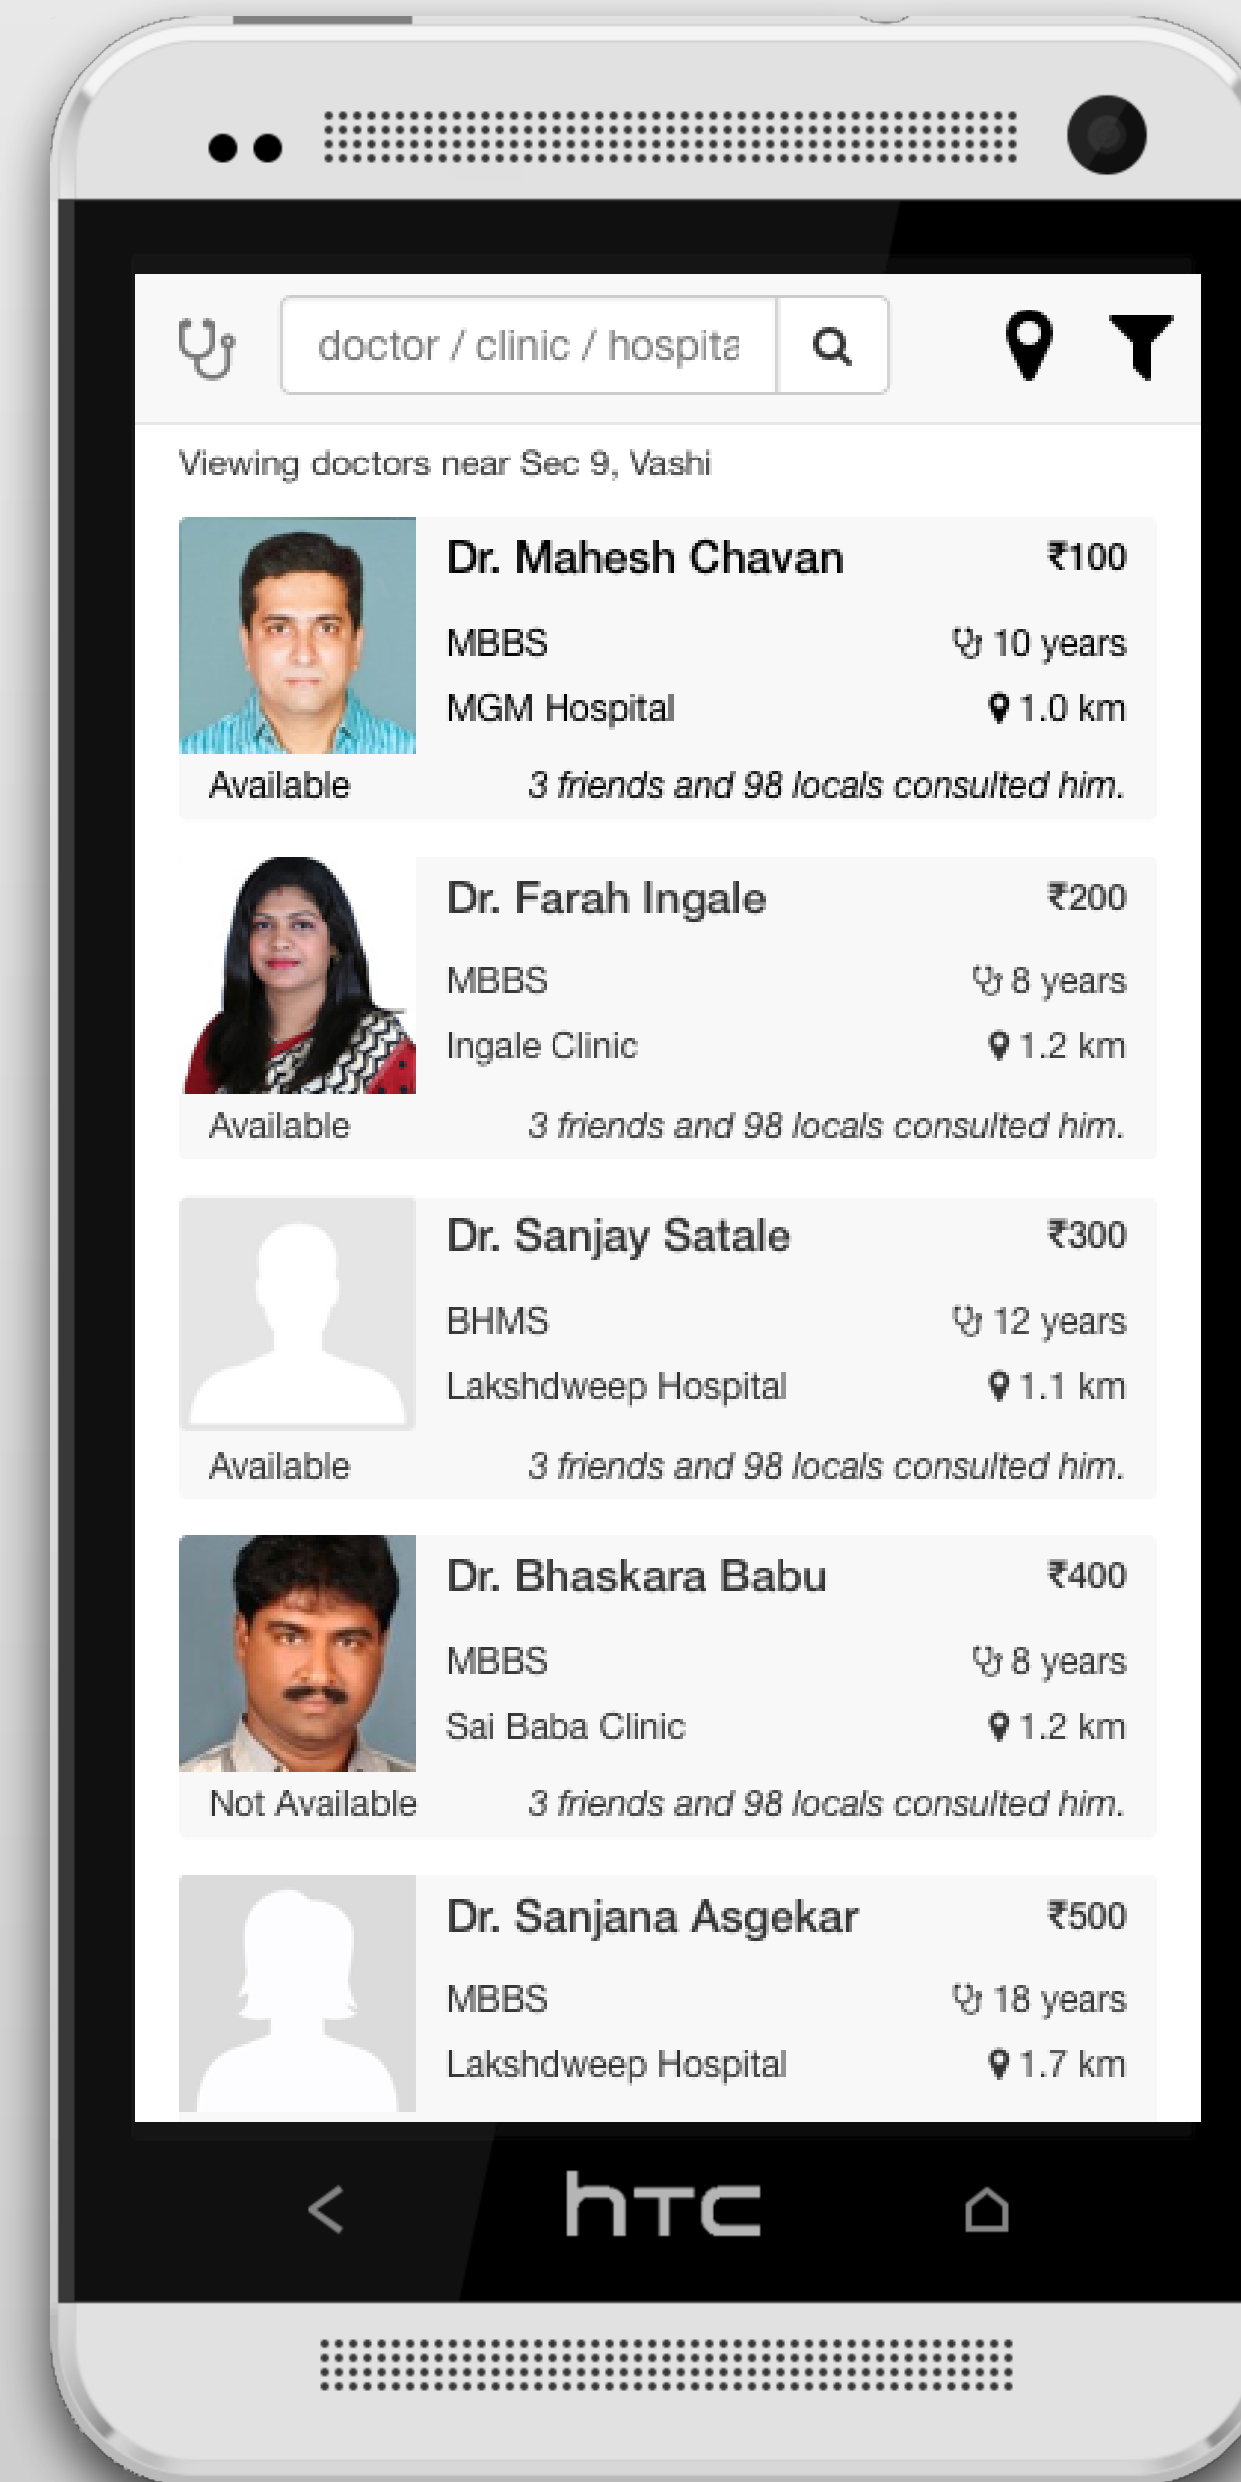 doctor / clinic / hospita
Viewing doctors near Sec 9, Vashi
Dr. Mahesh Chavan ₹100
MBBS 10 years
MGM Hospital 1.0 km
Available 3 friends and 98 locals consulted him.
Dr. Farah Ingale ₹200
MBBS 8 years
Ingale Clinic 1.2 km
Available 3 friends and 98 locals consulted him.
Dr. Sanjay Satale ₹300
BHMS 12 years
Lakshdweep Hospital 1.1 km
Available 3 friends and 98 locals consulted him.
Dr. Bhaskara Babu ₹400
MBBS 8 years
Sai Baba Clinic 1.2 km
Not Available 3 friends and 98 locals consulted him.
Dr. Sanjana Asgekar ₹500
MBBS 18 years
Lakshdweep Hospital 1.7 km
hTC